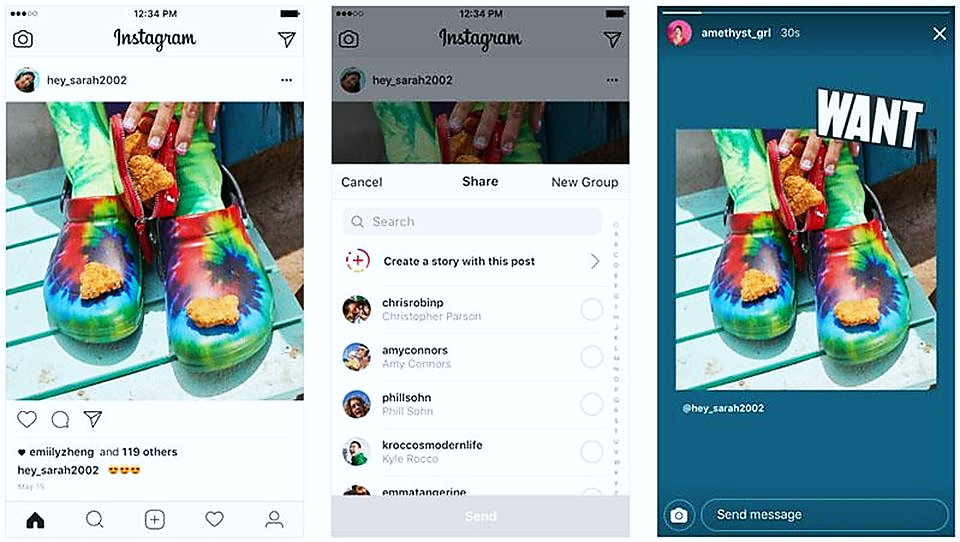 12:34 PM
Instagram
hey_sarah2002
emiilyzheng and 119 others
hey_sarah2002 😍😍😍
May 15
12:34 PM
Instagram
hey_sarah2002
Cancel Share New Group
Search
Create a story with this post
chrisrobinp
Christopher Parson
amyconnors
Amy Connors
phillsohn
Phill Sohn
kroccosmodernlife
Kyle Rocco
emmatangerine
Send
amethyst_grl 30s
WANT
@hey_sarah2002
Send message